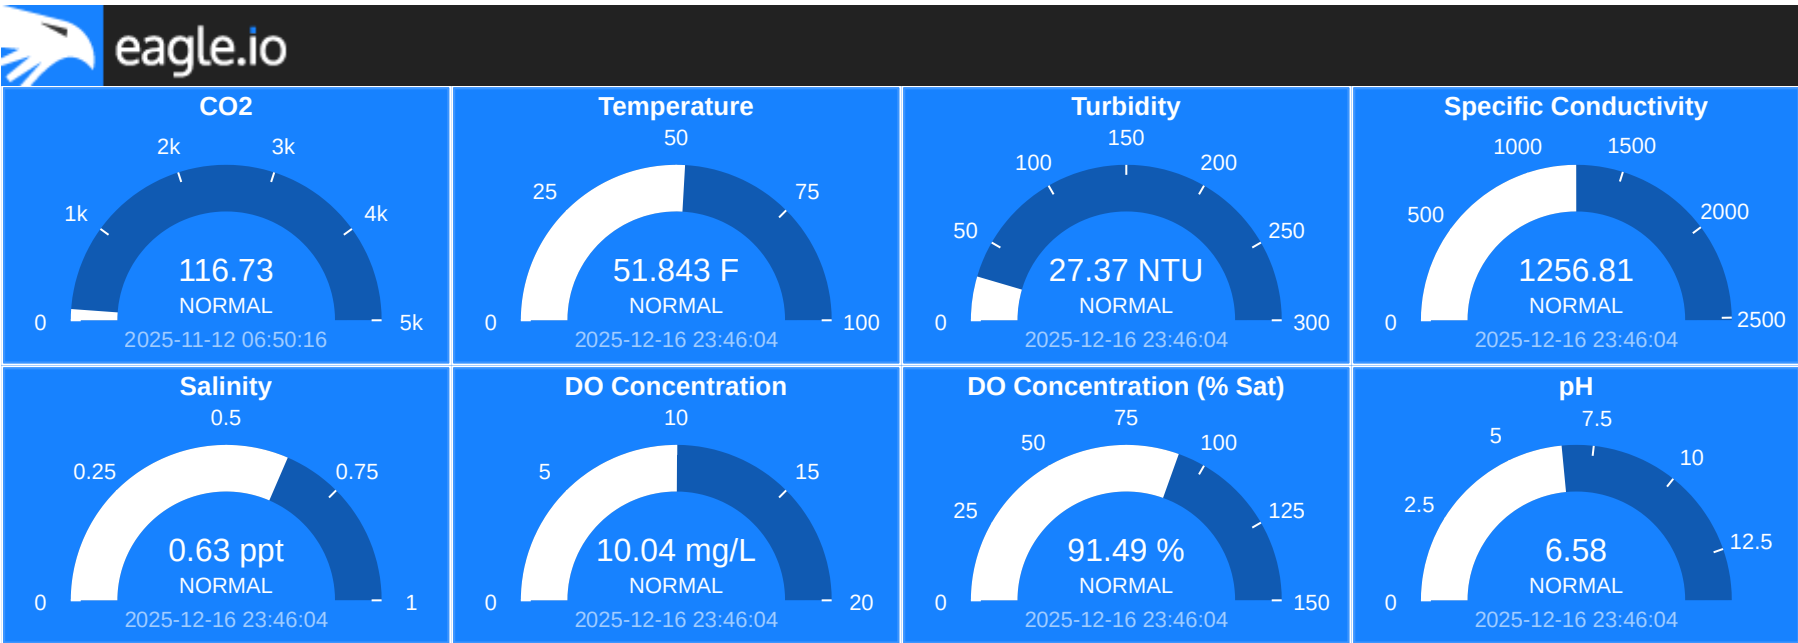 eagle.io
CO2
0
1k
2k
3k
4k
5k
116.73
NORMAL
2025-11-12 06:50:16
Temperature
0
25
50
75
100
51.843 F
NORMAL
2025-12-16 23:46:04
Turbidity
0
50
100
150
200
250
300
27.37 NTU
NORMAL
2025-12-16 23:46:04
Specific Conductivity
0
500
1000
1500
2000
2500
1256.81
NORMAL
2025-12-16 23:46:04
Salinity
0
0.25
0.5
0.75
1
0.63 ppt
NORMAL
2025-12-16 23:46:04
DO Concentration
0
5
10
15
20
10.04 mg/L
NORMAL
2025-12-16 23:46:04
DO Concentration (% Sat)
0
25
50
75
100
125
150
91.49 %
NORMAL
2025-12-16 23:46:04
pH
0
2.5
5
7.5
10
12.5
6.58
NORMAL
2025-12-16 23:46:04